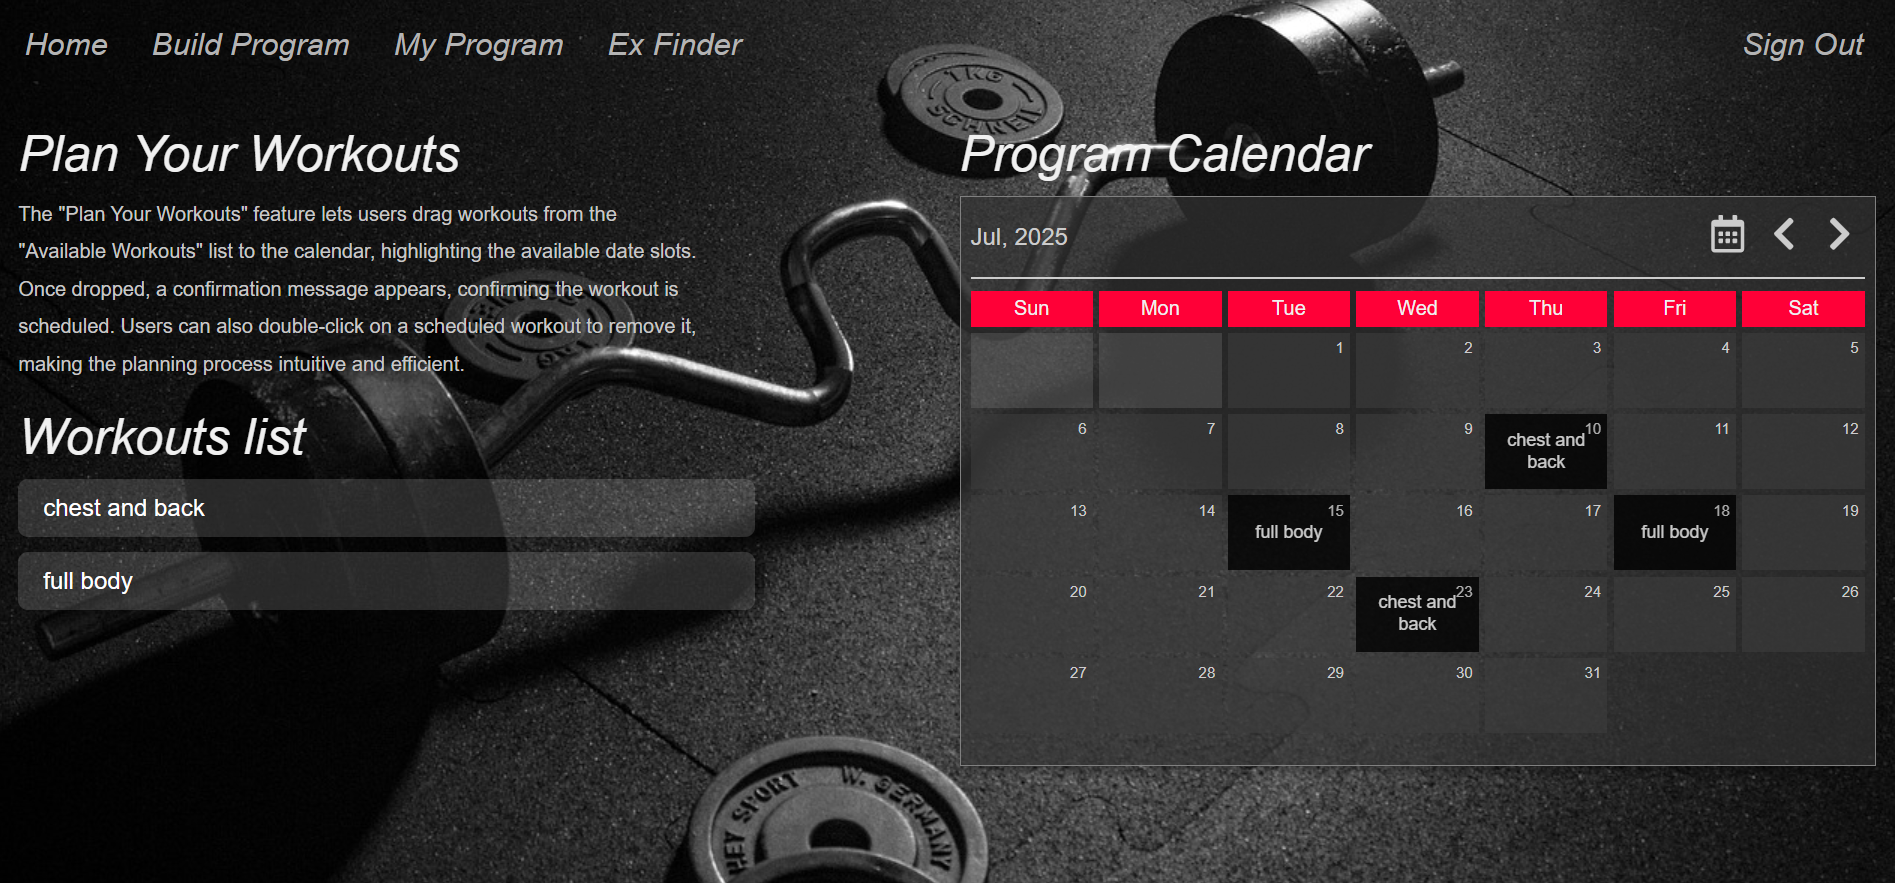 Home Build Program My Program Ex Finder Sign Out
Plan Your Workouts
The "Plan Your Workouts" feature lets users drag workouts from the
"Available Workouts" list to the calendar, highlighting the available date slots.
Once dropped, a confirmation message appears, confirming the workout is
scheduled. Users can also double-click on a scheduled workout to remove it,
making the planning process intuitive and efficient.
Workouts list
chest and back
full body
Program Calendar
Jul, 2025
Sun Mon Tue Wed Thu Fri Sat
1 2 3 4 5
6 7 8 9 10 11 12
chest and
back
13 14 15 16 17 18 19
full body full body
20 21 22 23 24 25 26
chest and
back
27 28 29 30 31
1 KG
SCHNELL
HEY SPORT W. GERMANY